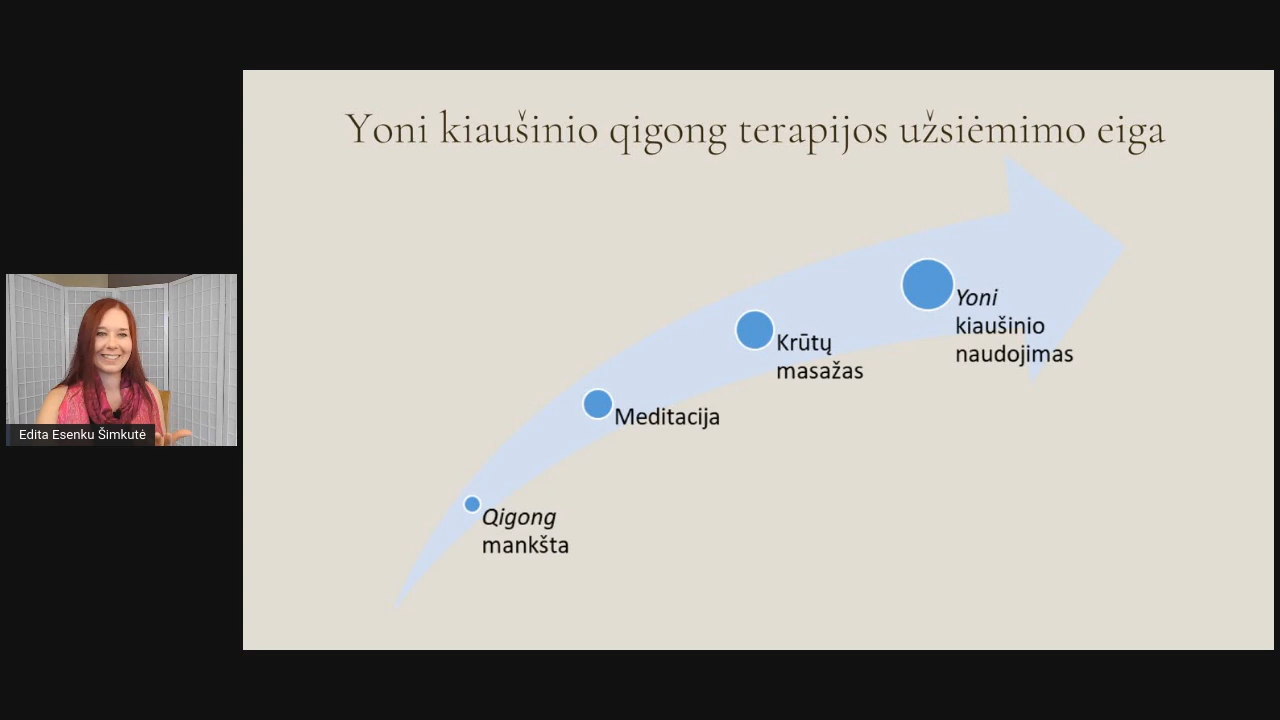 Yoni kiaušinio qigong terapijos užsiėmimo eiga
Yoni
kiaušinio
naudojimas
Krūtų
masažas
Meditacija
Qigong
mankšta
Edita Esenku Šimkutė